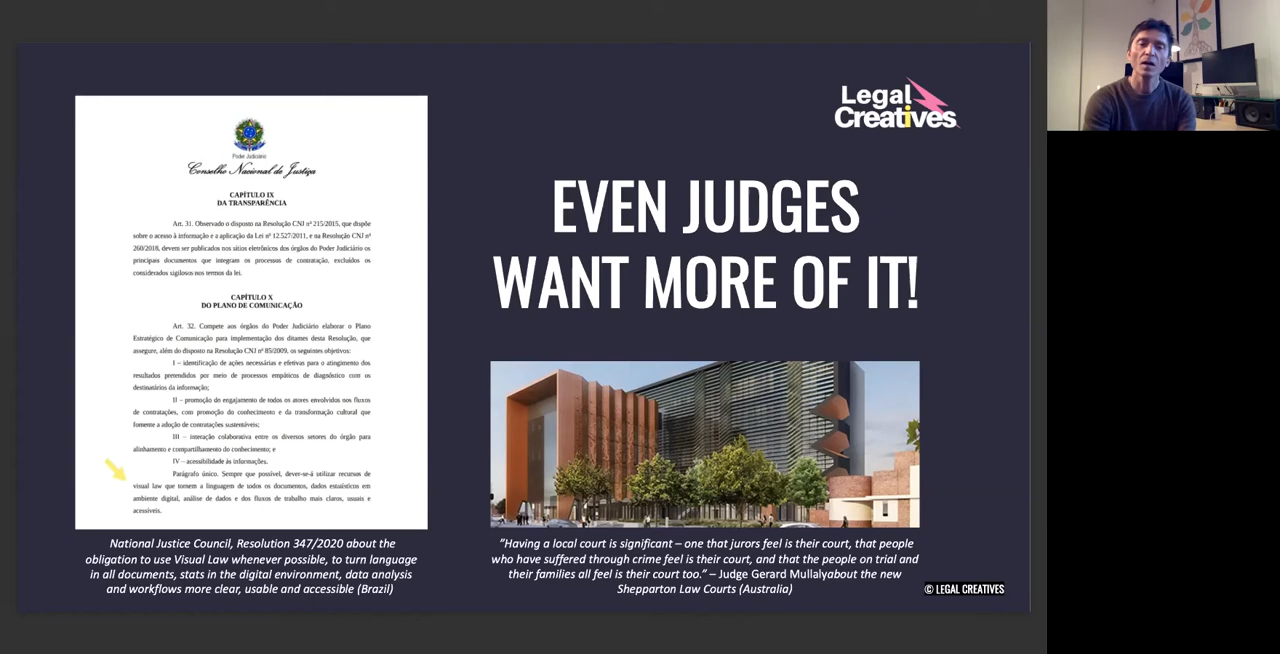 Poder Judiciário
Conselho Nacional de Justiça
CAPÍTULO IX
DA TRANSPARÊNCIA
Art. 31. Observado o disposto na Resolução CNJ nº 215/2015, que dispõe
sobre o acesso à informação e a aplicação da Lei nº 12.527/2011, e na Resolução CNJ nº
260/2018, devem ser publicados nos sítios eletrônicos dos órgãos do Poder Judiciário os
principais documentos que integram os processos de contratação, excluídos os
considerados sigilosos nos termos da lei.
CAPÍTULO X
DO PLANO DE COMUNICAÇÃO
Art. 32. Compete aos órgãos do Poder Judiciário elaborar o Plano
Estratégico de Comunicação para implementação dos ditames desta Resolução, que
assegure, além do disposto na Resolução CNJ nº 85/2009, os seguintes objetivos:
I – identificação de ações necessárias e efetivas para o atingimento dos
resultados pretendidos por meio de processos empáticos de diagnóstico com os
destinatários da informação;
II – promoção do engajamento de todos os atores envolvidos nos fluxos
de contratações, com promoção do conhecimento e da transformação cultural que
fomente a adoção de contratações sustentáveis;
III – interação colaborativa entre os diversos setores do órgão para
alinhamento e compartilhamento do conhecimento; e
IV – acessibilidade às informações.
Parágrafo único. Sempre que possível, dever-se-á utilizar recursos de
visual law que tornem a linguagem de todos os documentos, dados estatísticos em
ambiente digital, análise de dados e dos fluxos de trabalho mais claros, usuais e
acessíveis.
National Justice Council, Resolution 347/2020 about the
obligation to use Visual Law whenever possible, to turn language
in all documents, stats in the digital environment, data analysis
and workflows more clear, usable and accessible (Brazil)
Legal
Creatives
EVEN JUDGES
WANT MORE OF IT!
"Having a local court is significant – one that jurors feel is their court, that people
who have suffered through crime feel is their court, and that the people on trial and
their families all feel is their court too." – Judge Gerard Mullalyabout the new
Shepparton Law Courts (Australia)
© LEGAL CREATIVES